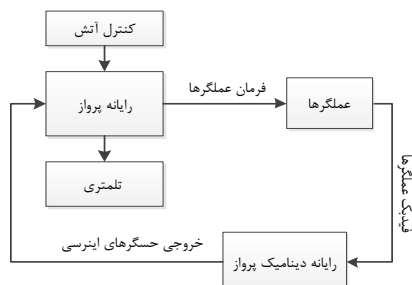 کنترل آتش
رایانه پرواز
فرمان عملگرها
عملگرها
تلمتری
فیدبک عملگرها
خروجی حسگرهای اینرسی
رایانه دینامیک پرواز